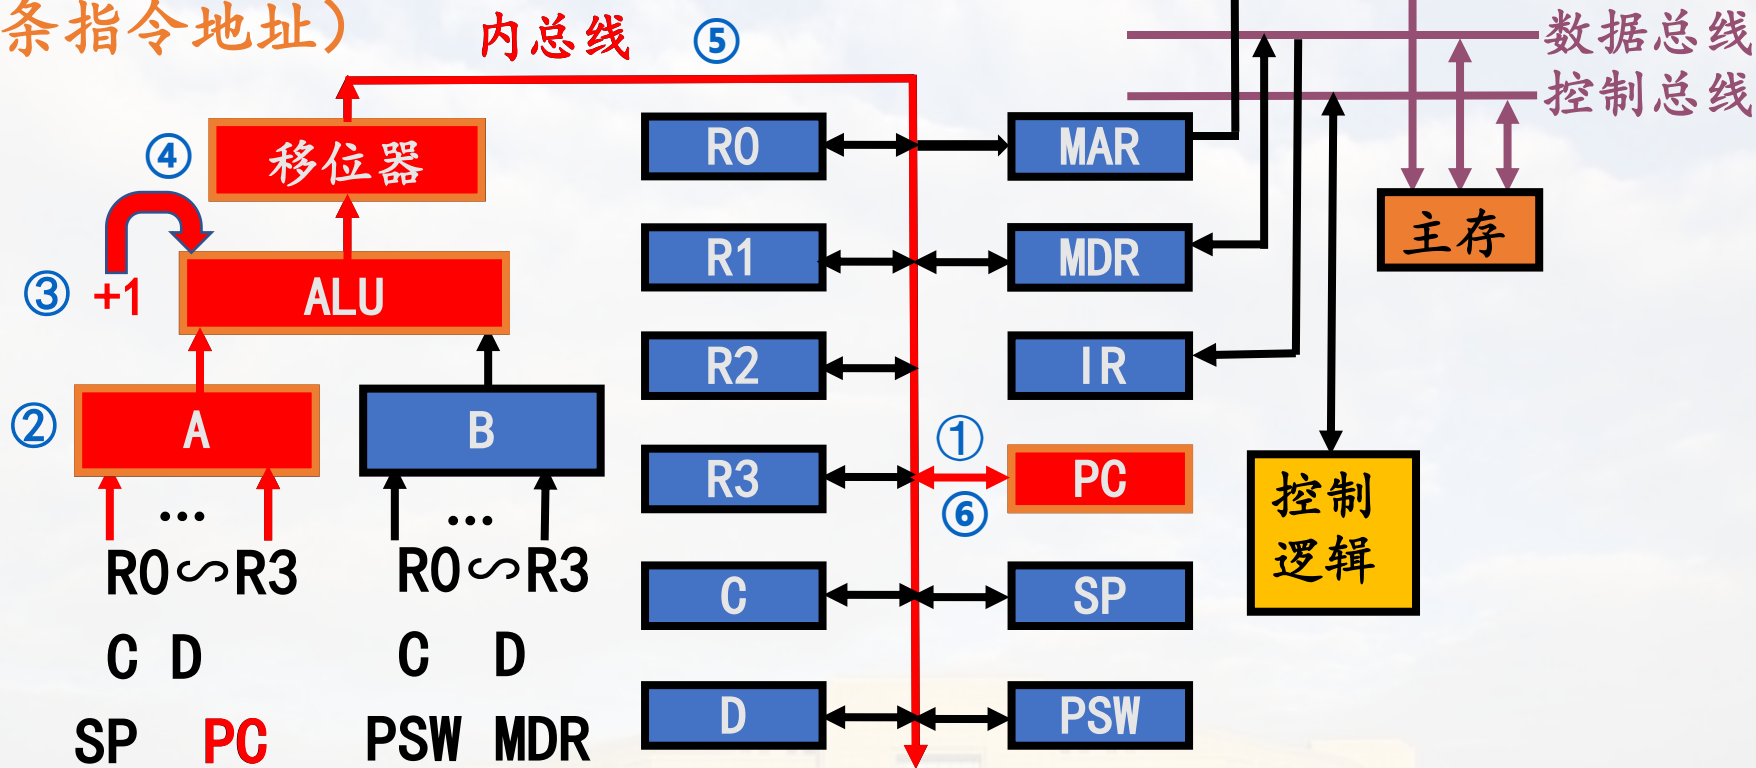 条指令地址）
内总线 ⑤
数据总线
控制总线
④ 移位器
③ +1 ALU
② A B
...
...
R0∽R3 R0∽R3
C D C D
SP PC PSW MDR
R0 MAR
R1 MDR
R2 IR
①
R3 PC
⑥
C SP
D PSW
主存
控制
逻辑